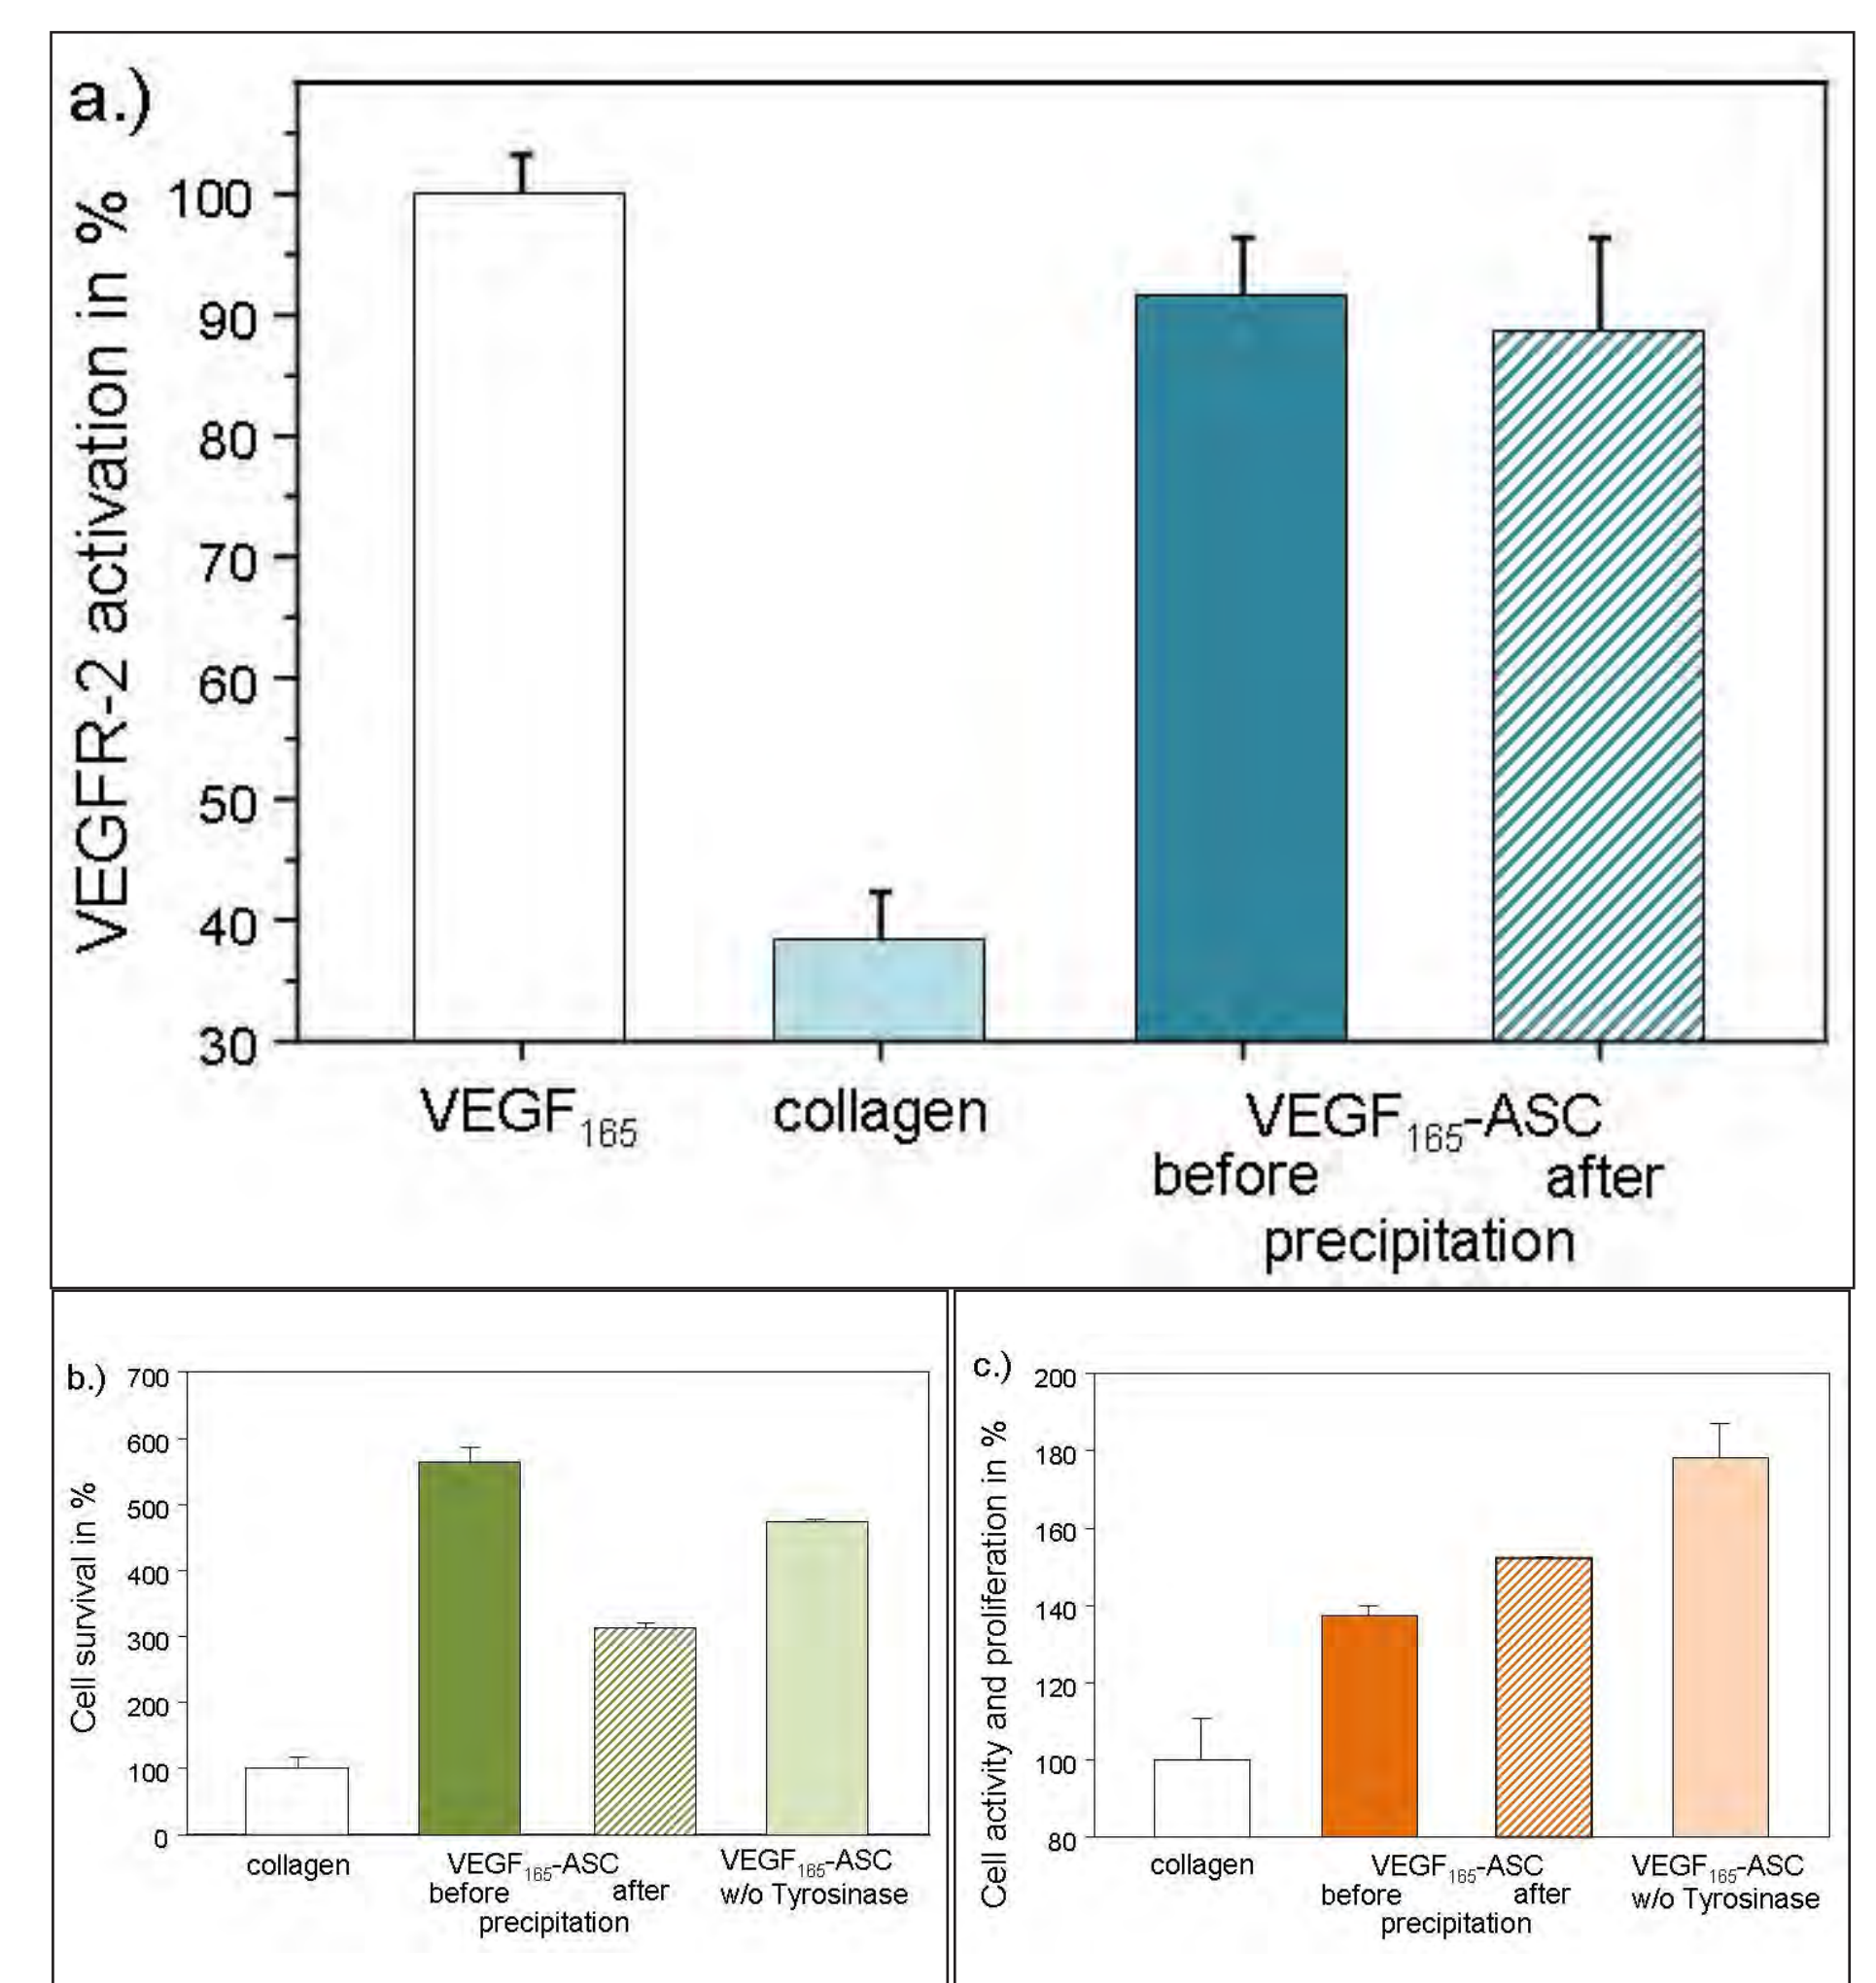 a.)
VEGFR-2 activation in %
100
90
80
70
60
50
40
30
VEGF165
collagen
VEGF165-ASC
before after
precipitation
b.)
Cell survival in %
700
600
500
400
300
200
100
0
collagen
VEGF165-ASC
before after
precipitation
VEGF165-ASC
w/o Tyrosinase
c.)
Cell activity and proliferation in %
200
180
160
140
120
100
80
collagen
VEGF165-ASC
before after
precipitation
VEGF165-ASC
w/o Tyrosinase